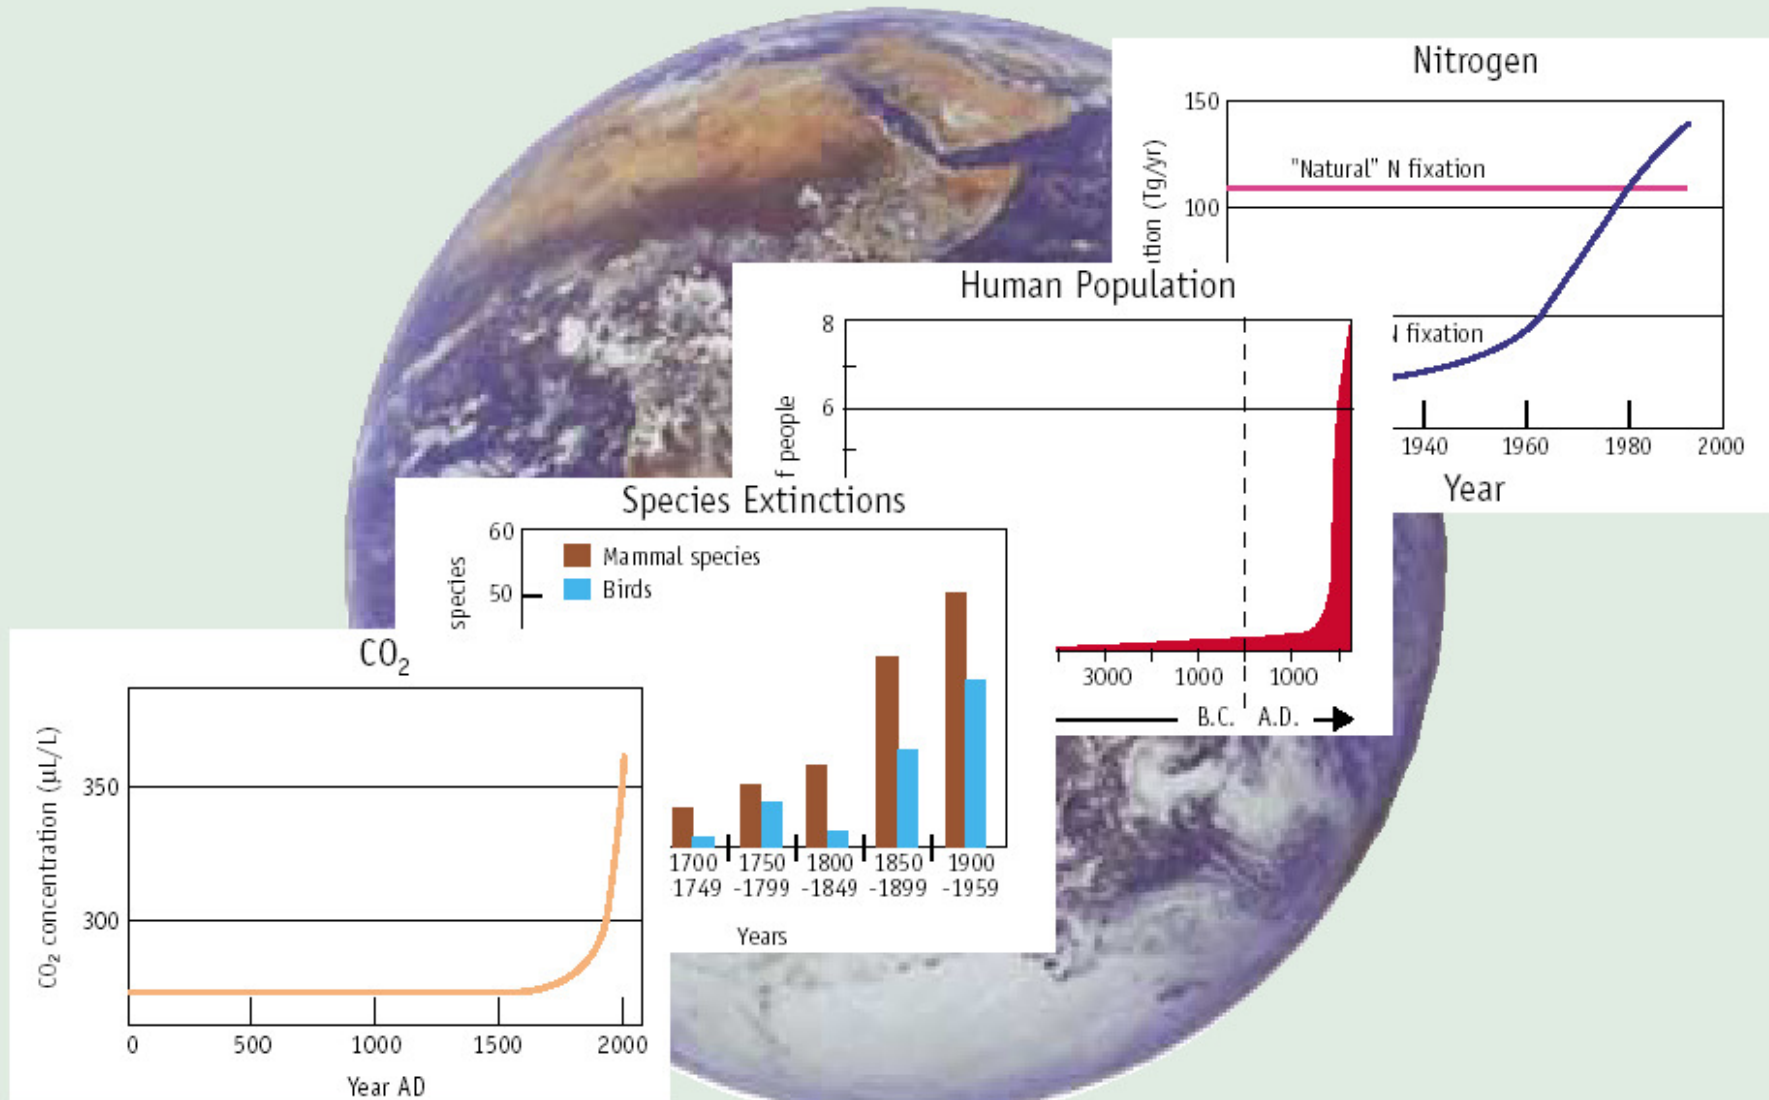 Nitrogen
150
"Natural" N fixation
100
(Tg/yr)
N fixation
1940 1960 1980 2000
Year
Human Population
8
6
people
3000 1000 1000
B.C. A.D.
Species Extinctions
60
Mammal species
50
Birds
species
1700 1750 1800 1850 1900
1749 -1799 -1849 -1899 -1959
Years
CO₂
CO₂ concentration (µL/L)
350
300
0 500 1000 1500 2000
Year AD